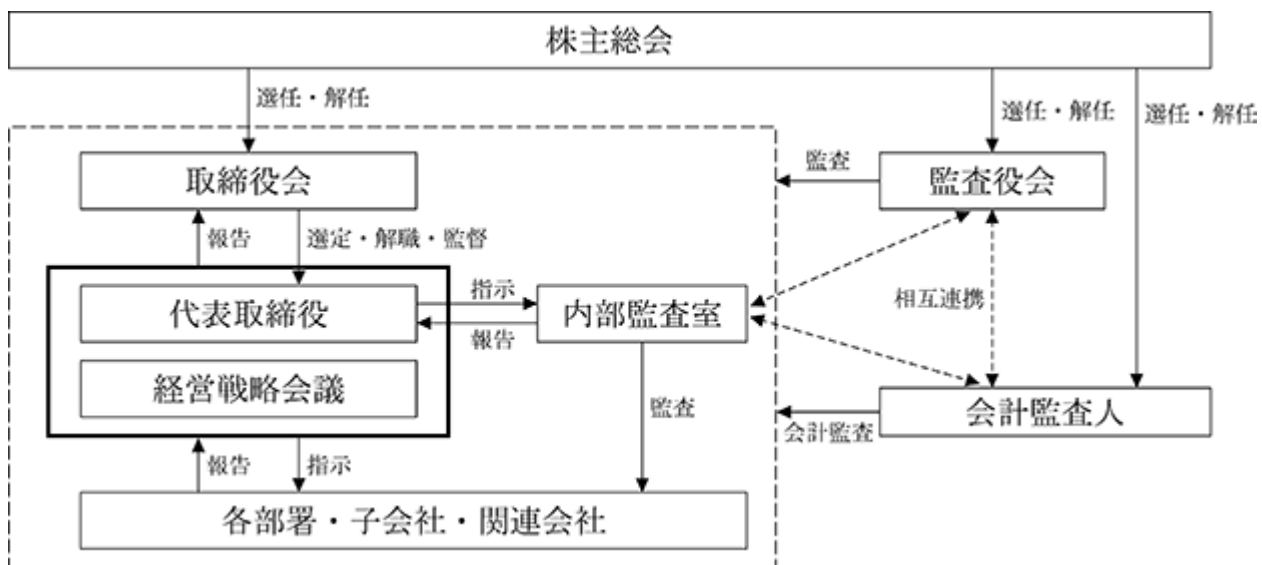 株主総会
選任・解任
選任・解任
選任・解任
取締役会
監査
監査役会
報告
選定・解職・監督
代表取締役
指示
報告
内部監査室
相互連携
経営戦略会議
監査
会計監査人
会計監査
報告
指示
各部署・子会社・関連会社